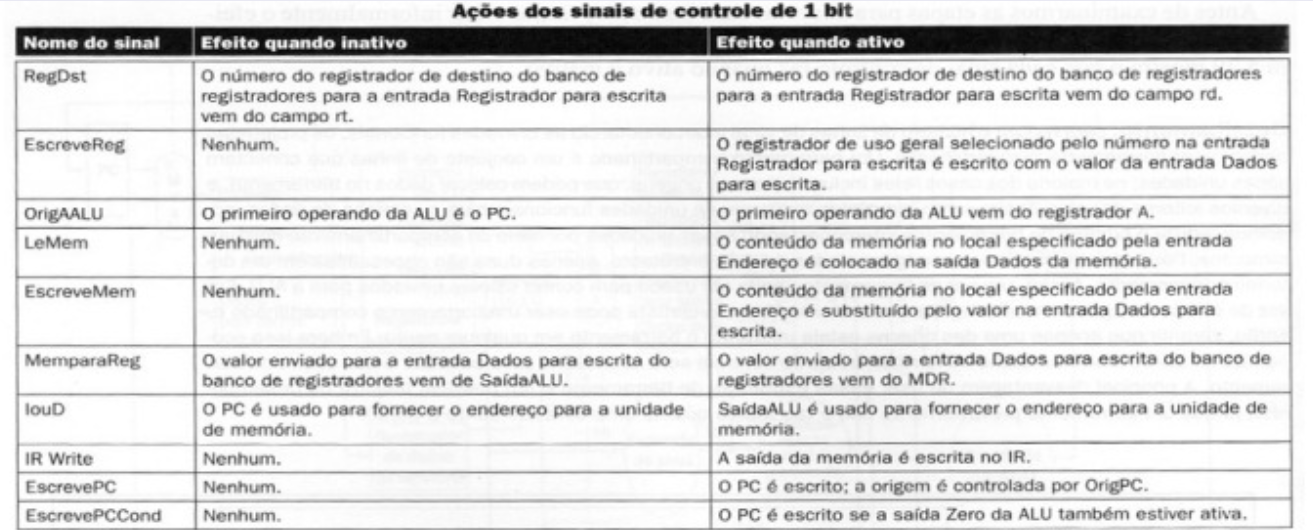 Ações dos sinais de controle de 1 bit
Nome do sinal Efeito quando inativo Efeito quando ativo
RegDst
O número do registrador de destino do banco de
registradores para a entrada Registrador para escrita
vem do campo rt.
O número do registrador de destino do banco de registradores
para a entrada Registrador para escrita vem do campo rd.
EscreveReg
Nenhum.
O registrador de uso geral selecionado pelo número na entrada
Registrador para escrita é escrito com o valor da entrada Dados
para escrita.
OrigAALU
O primeiro operando da ALU é o PC.
O primeiro operando da ALU vem do registrador A.
LeMem
Nenhum.
O conteúdo da memória no local especificado pela entrada
Endereço é colocado na saída Dados da memória.
EscreveMem
Nenhum.
O conteúdo da memória no local especificado pela entrada
Endereço é substituído pelo valor na entrada Dados para
escrita.
MemparaReg
O valor enviado para a entrada Dados para escrita do
banco de registradores vem de SaídaALU.
O valor enviado para a entrada Dados para escrita do banco de
registradores vem do MDR.
IouD
O PC é usado para fornecer o endereço para a unidade
de memória.
SaídaALU é usado para fornecer o endereço para a unidade de
memória.
IR Write
Nenhum.
A saída da memória é escrita no IR.
EscrevePC
Nenhum.
O PC é escrito; a origem é controlada por OrigPC.
EscrevePCCond
Nenhum.
O PC é escrito se a saída Zero da ALU também estiver ativa.